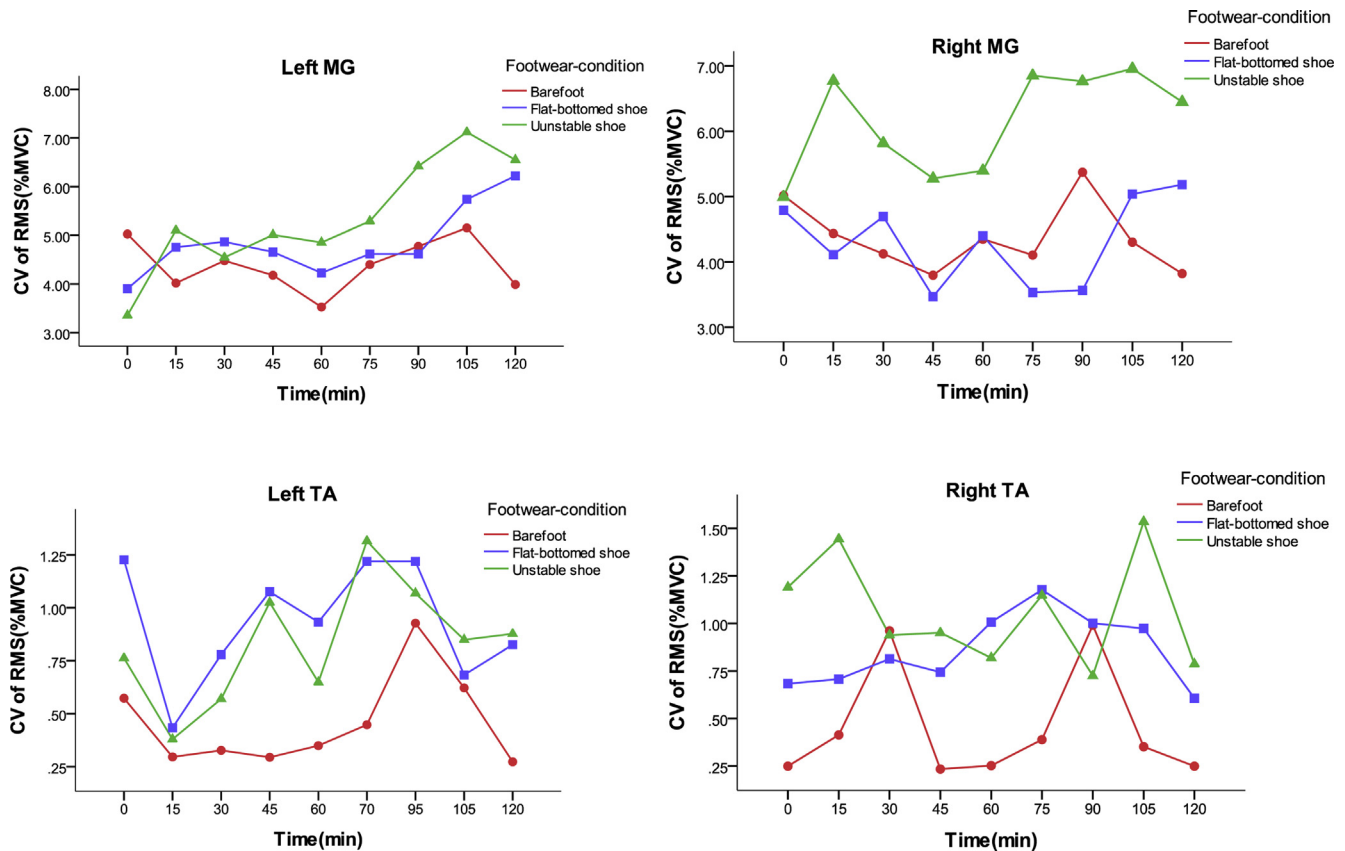 Left MG
Footwear-condition
Barefoot
Flat-bottomed shoe
Uunstable shoe
CV of RMS(%MVC)
8.00
7.00
6.00
5.00
4.00
3.00
0 15 30 45 60 75 90 105 120
Time(min)
Right MG
Footwear-condition
Barefoot
Flat-bottomed shoe
Unstable shoe
CV of RMS(%MVC)
7.00
6.00
5.00
4.00
3.00
0 15 30 45 60 75 90 105 120
Time(min)
Left TA
Footwear-condition
Barefoot
Flat-bottomed shoe
Unstable shoe
CV of RMS(%MVC)
1.25
1.00
.75
.50
.25
0 15 30 45 60 70 95 105 120
Time(min)
Right TA
Footwear-condition
Barefoot
Flat-bottomed shoe
Unstable shoe
CV of RMS(%MVC)
1.50
1.25
1.00
.75
.50
.25
0 15 30 45 60 75 90 105 120
Time(min)